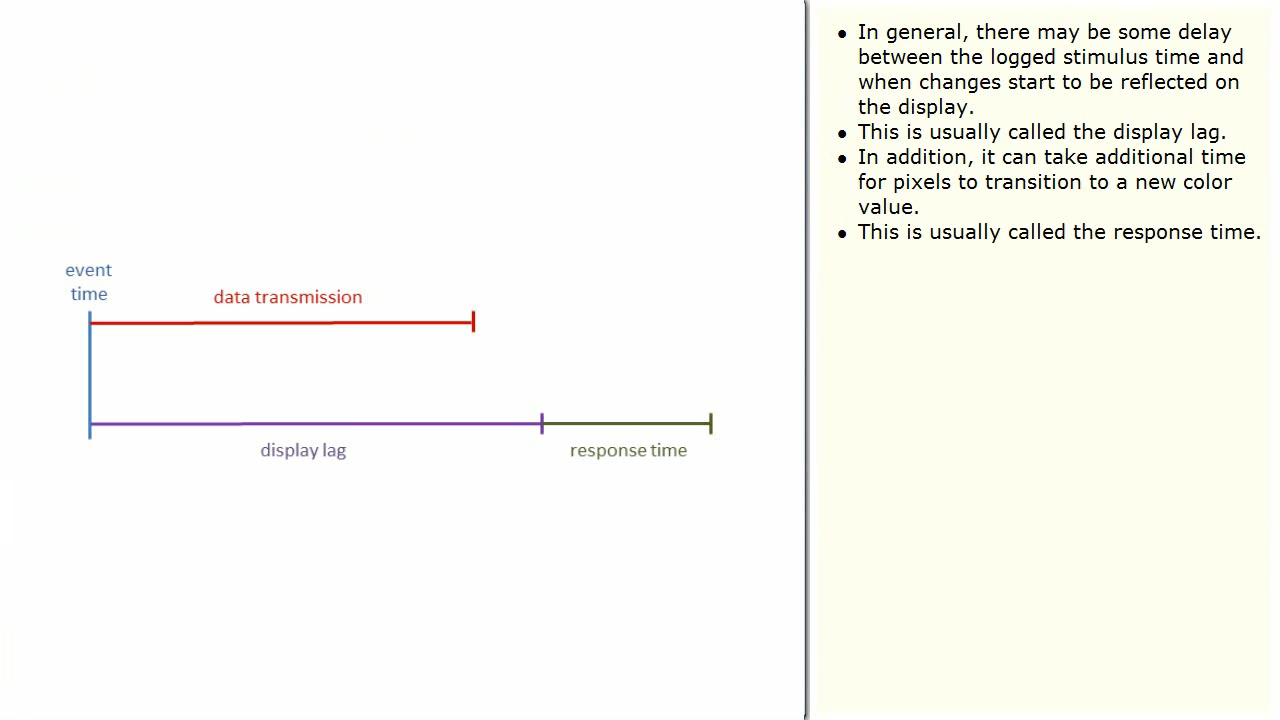 event
time
data transmission
display lag
response time
• In general, there may be some delay
between the logged stimulus time and
when changes start to be reflected on
the display.
• This is usually called the display lag.
• In addition, it can take additional time
for pixels to transition to a new color
value.
• This is usually called the response time.